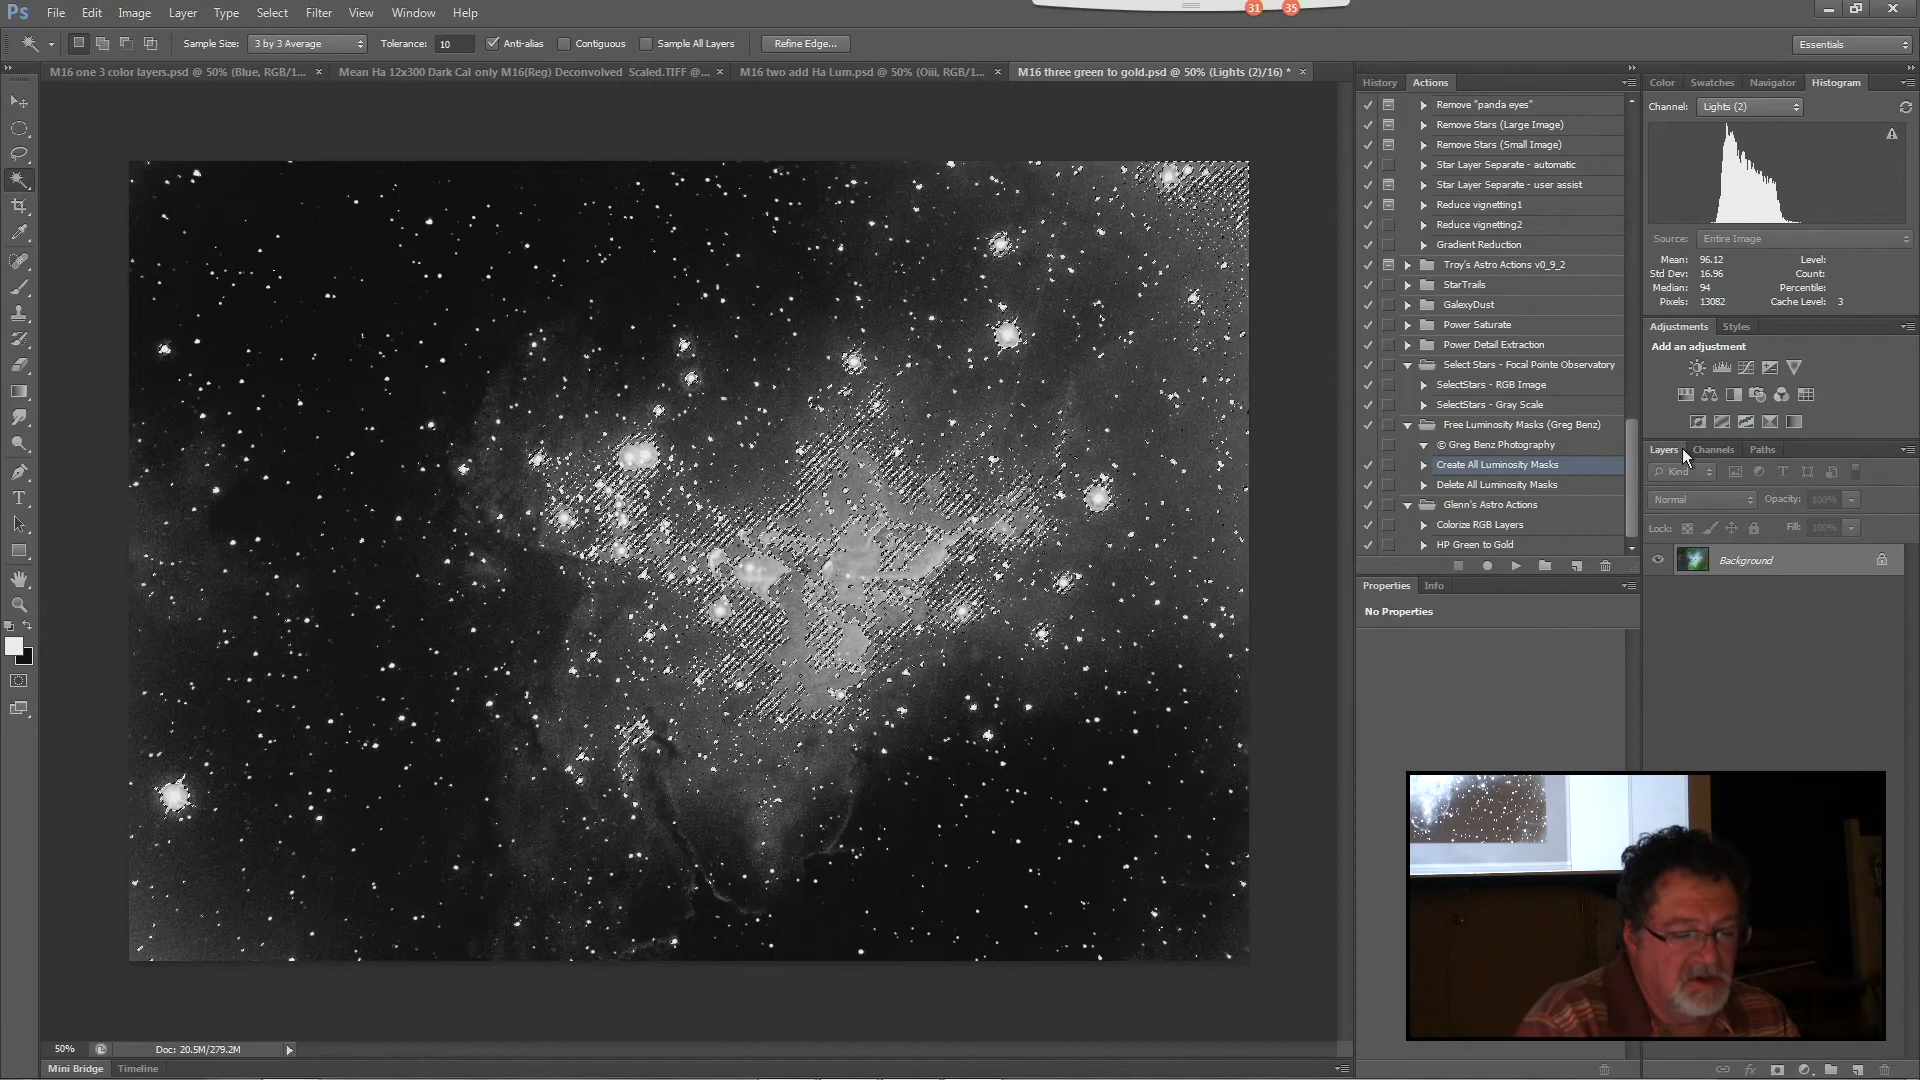 Ps File Edit Image Layer Type Select Filter View Window Help
31 35
Sample Size: 3 by 3 Average Tolerance: 10 Anti-alias Contiguous Sample All Layers Refine Edge... Essentials
M16 one 3 color layers.psd @ 50% (Blue, RGB/1... × Mean Ha 12x300 Dark Cal only M16(Reg) Deconvolved Scaled.TIFF @... × M16 two add Ha Lum.psd @ 50% (Oiii, RGB/1... × M16 three green to gold.psd @ 50% (Lights (2)/16) * ×
History Actions
Remove "panda eyes"
Remove Stars (Large Image)
Remove Stars (Small Image)
Star Layer Separate - automatic
Star Layer Separate - user assist
Reduce vignetting1
Reduce vignetting2
Gradient Reduction
Troy's Astro Actions v0_9_2
StarTrails
GalexyDust
Power Saturate
Power Detail Extraction
Select Stars - Focal Pointe Observatory
SelectStars - RGB Image
SelectStars - Gray Scale
Free Luminosity Masks (Greg Benz)
© Greg Benz Photography
Create All Luminosity Masks
Delete All Luminosity Masks
Glenn's Astro Actions
Colorize RGB Layers
HP Green to Gold
Properties Info
No Properties
Color Swatches Navigator Histogram
Channel: Lights (2)
Source: Entire Image
Mean: 96.12 Level:
Std Dev: 16.96 Count:
Median: 94 Percentile:
Pixels: 13082 Cache Level: 3
Adjustments Styles
Add an adjustment
Layers Channels Paths
Kind
Normal Opacity: 100%
Lock: Fill: 100%
Background
50% Doc: 20.5M/279.2M
Mini Bridge Timeline